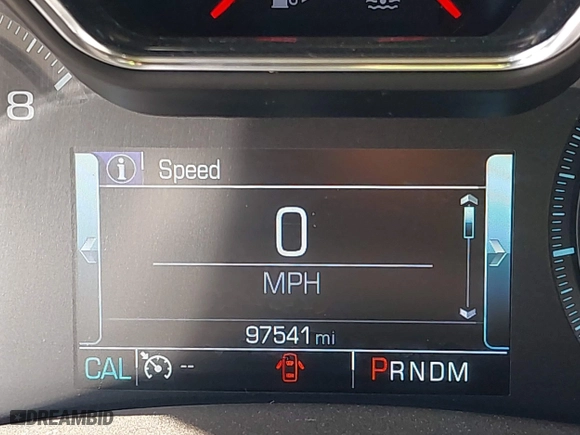 8
i Speed
0
MPH
97541 mi
CAL -- PRNDM
DREAMBID